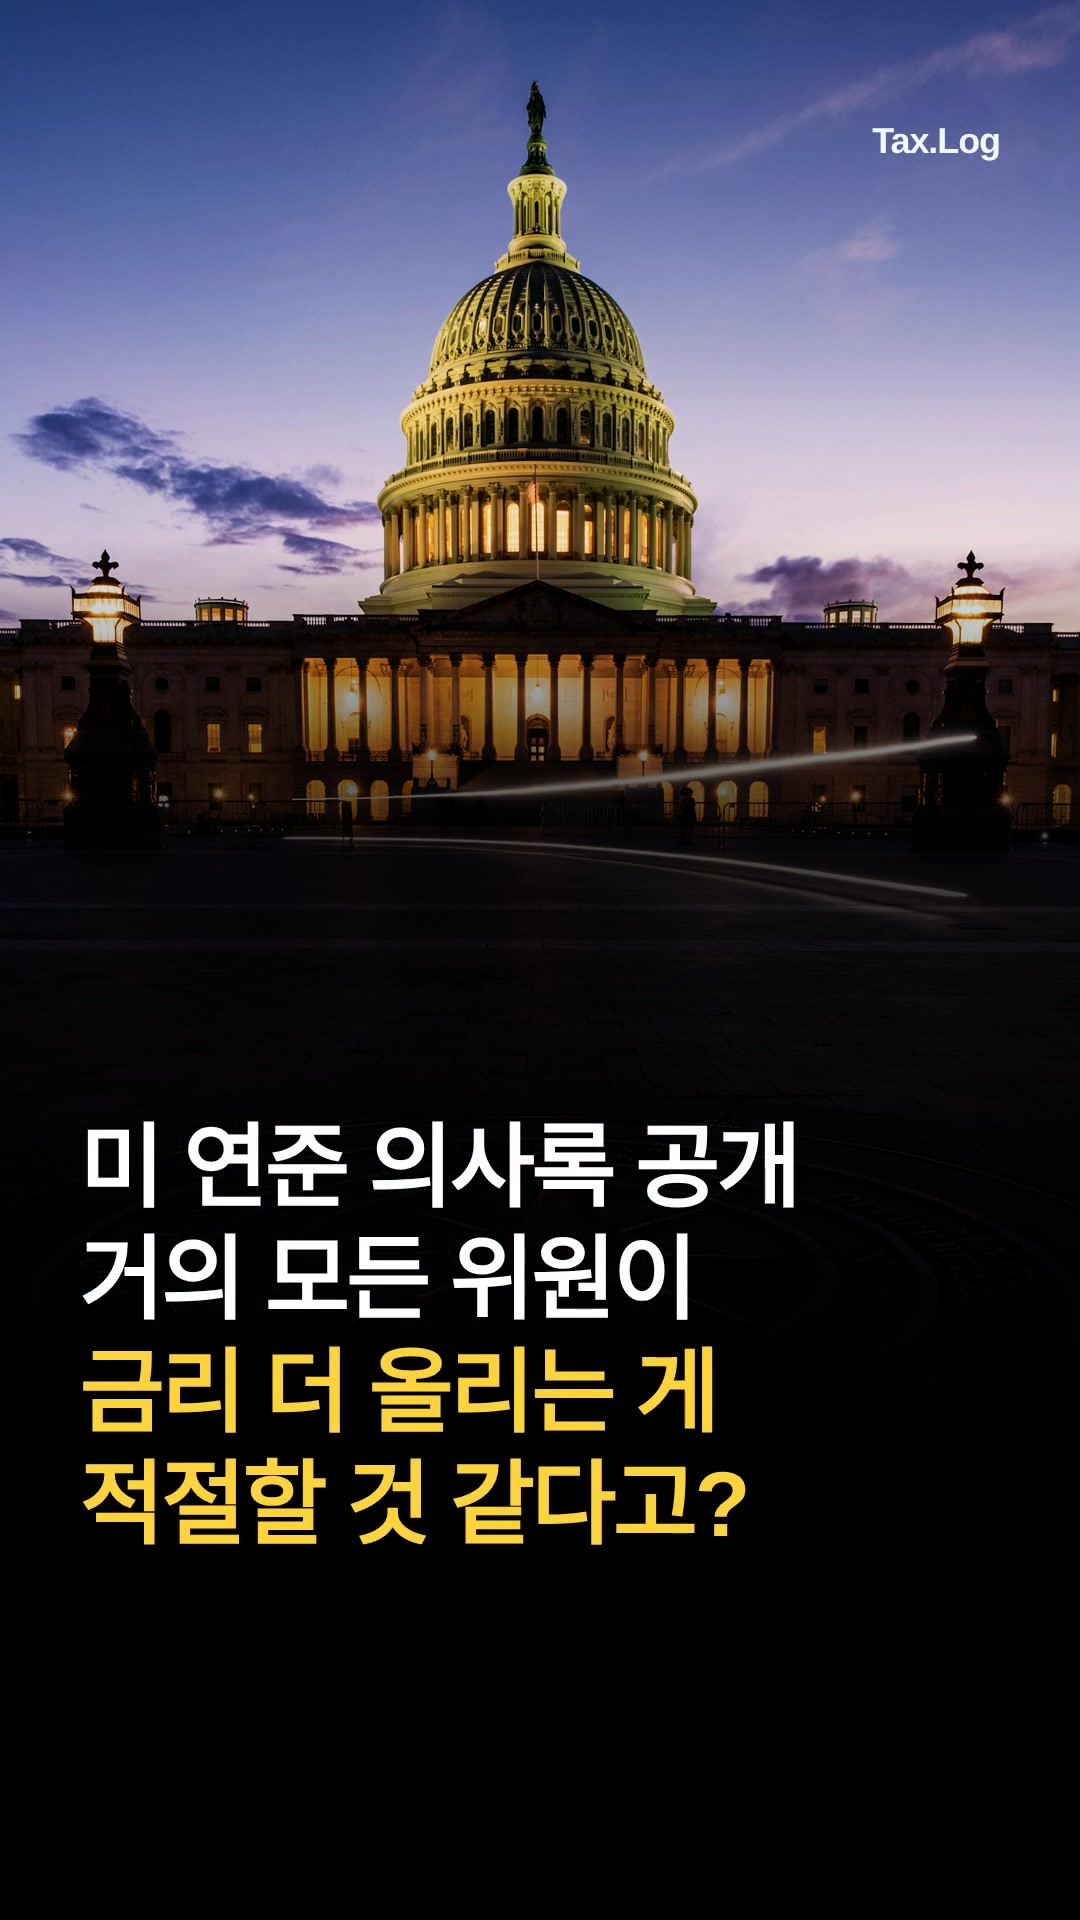 Tax.Log
미 연준 의사록 공개
거의 모든 위원이
금리 더 올리는 게
적절할 것 같다고?